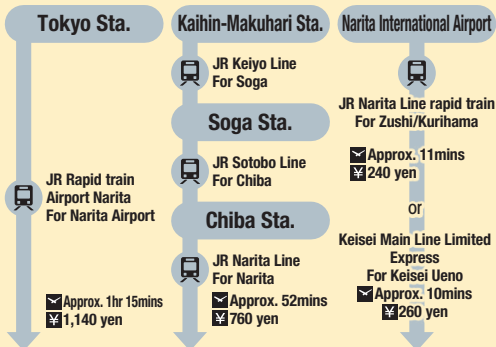 Tokyo Sta.
JR Rapid train
Airport Narita
For Narita Airport
Approx. 1hr 15mins
¥1,140 yen
Kaihin-Makuhari Sta.
JR Keiyo Line
For Soga
Soga Sta.
JR Sotobo Line
For Chiba
Chiba Sta.
JR Narita Line
For Narita
Approx. 52mins
¥760 yen
Narita International Airport
JR Narita Line rapid train
For Zushi/Kurihama
Approx. 11mins
¥240 yen
or
Keisei Main Line Limited
Express
For Keisei Ueno
Approx. 10mins
¥260 yen